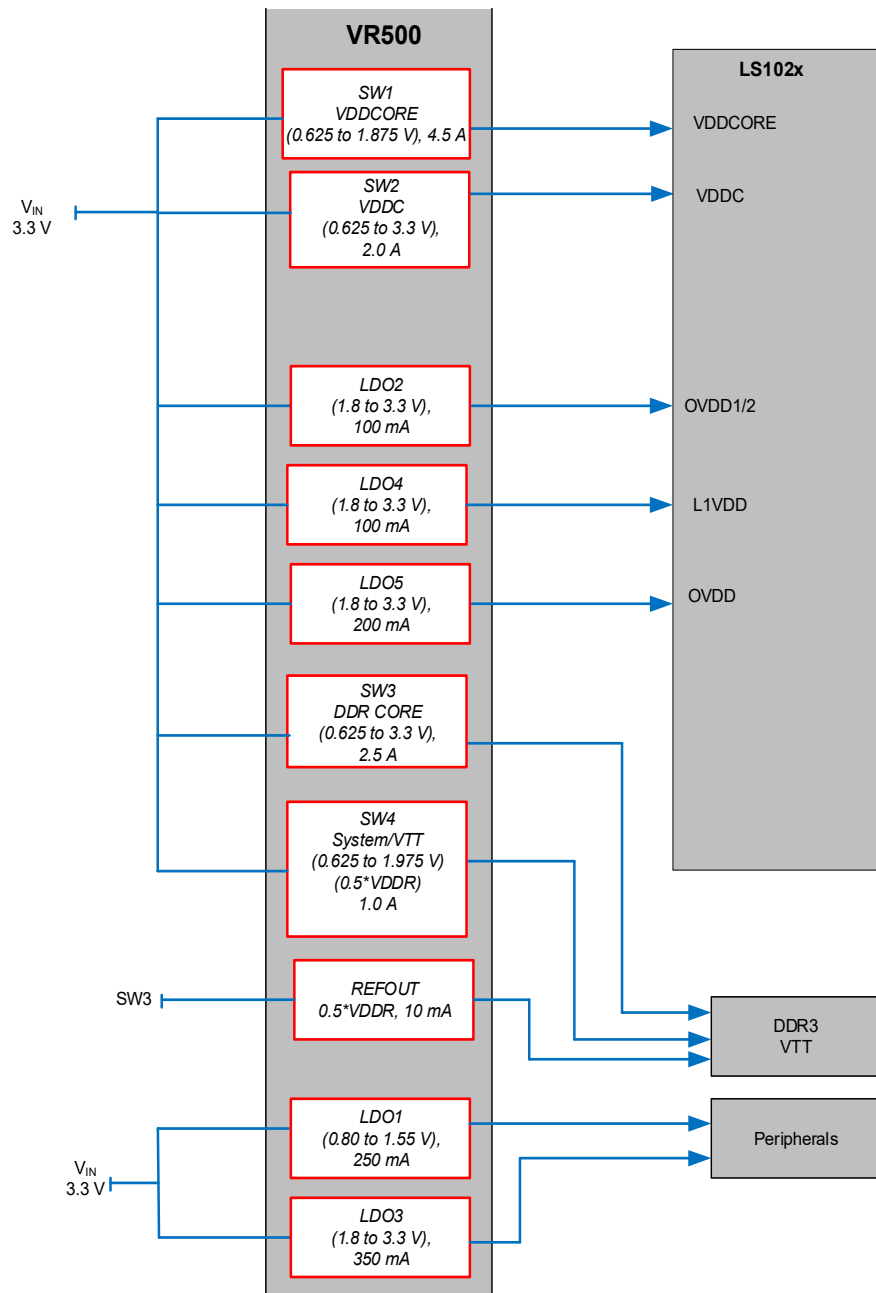 VR500
LS102x
SW1
VDDCORE
(0.625 to 1.875 V), 4.5 A
VDDCORE
SW2
VDDC
(0.625 to 3.3 V),
2.0 A
VDDC
VIN
3.3 V
LDO2
(1.8 to 3.3 V),
100 mA
OVDD1/2
LDO4
(1.8 to 3.3 V),
100 mA
L1VDD
LDO5
(1.8 to 3.3 V),
200 mA
OVDD
SW3
DDR CORE
(0.625 to 3.3 V),
2.5 A
SW4
System/VTT
(0.625 to 1.975 V)
(0.5*VDDR)
1.0 A
SW3
REFOUT
0.5*VDDR, 10 mA
DDR3
VTT
LDO1
(0.80 to 1.55 V),
250 mA
Peripherals
VIN
3.3 V
LDO3
(1.8 to 3.3 V),
350 mA